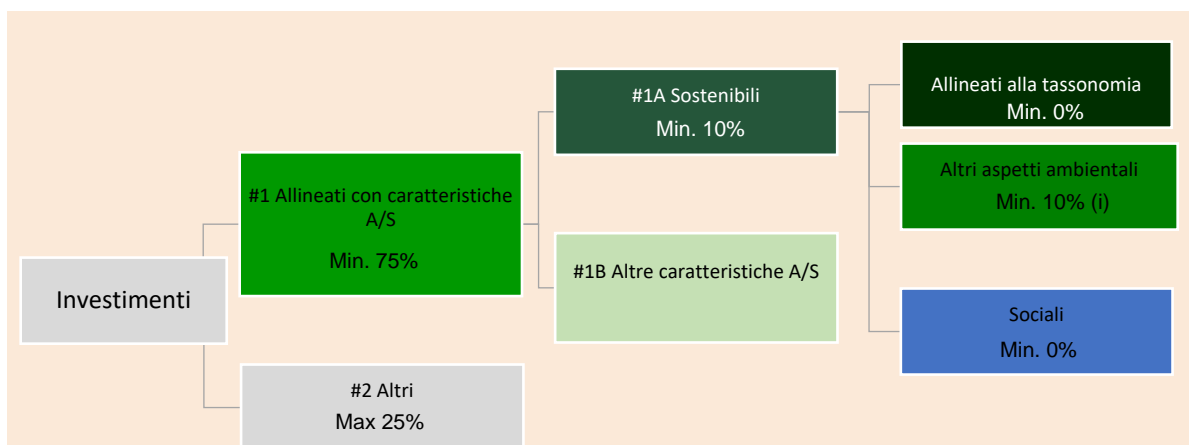 Investimenti
#1 Allineati con caratteristiche
A/S
Min. 75%
#2 Altri
Max 25%
#1A Sostenibili
Min. 10%
#1B Altre caratteristiche A/S
Allineati alla tassonomia
Min. 0%
Altri aspetti ambientali
Min. 10% (i)
Sociali
Min. 0%